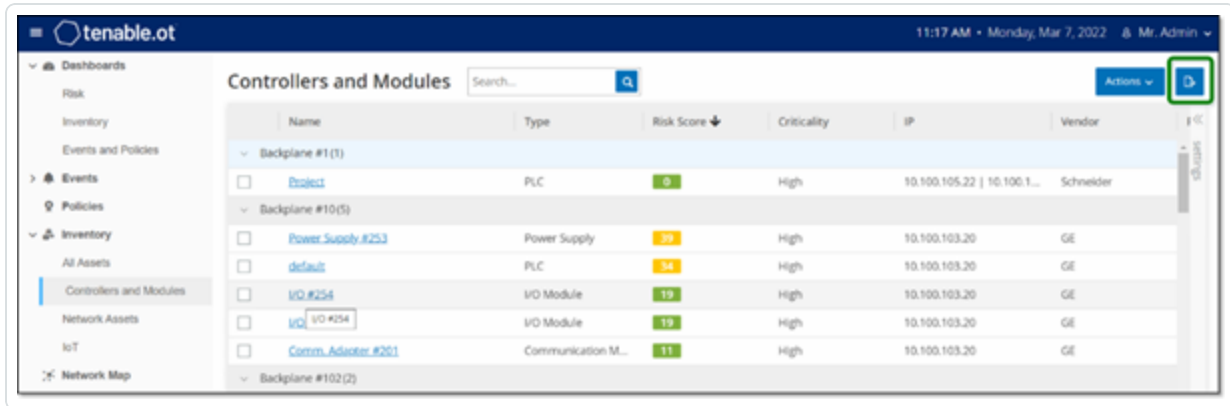 tenable.ot 11:17 AM • Monday, Mar 7, 2022 Mr. Admin
Dashboards
Risk
Inventory
Events and Policies
Events
Policies
Inventory
All Assets
Controllers and Modules
Network Assets
IoT
Network Map
Controllers and Modules Search... Actions
Name Type Risk Score Criticality IP Vendor
settings
Backplane #1(1)
Project PLC 0 High 10.100.105.22 | 10.100.1... Schneider
Backplane #10(5)
Power Supply #253 Power Supply 39 High 10.100.103.20 GE
default PLC 34 High 10.100.103.20 GE
I/O #254 I/O Module 19 High 10.100.103.20 GE
I/O I/O #254 I/O Module 19 High 10.100.103.20 GE
Comm. Adapter #201 Communication M... 11 High 10.100.103.20 GE
Backplane #102(2)